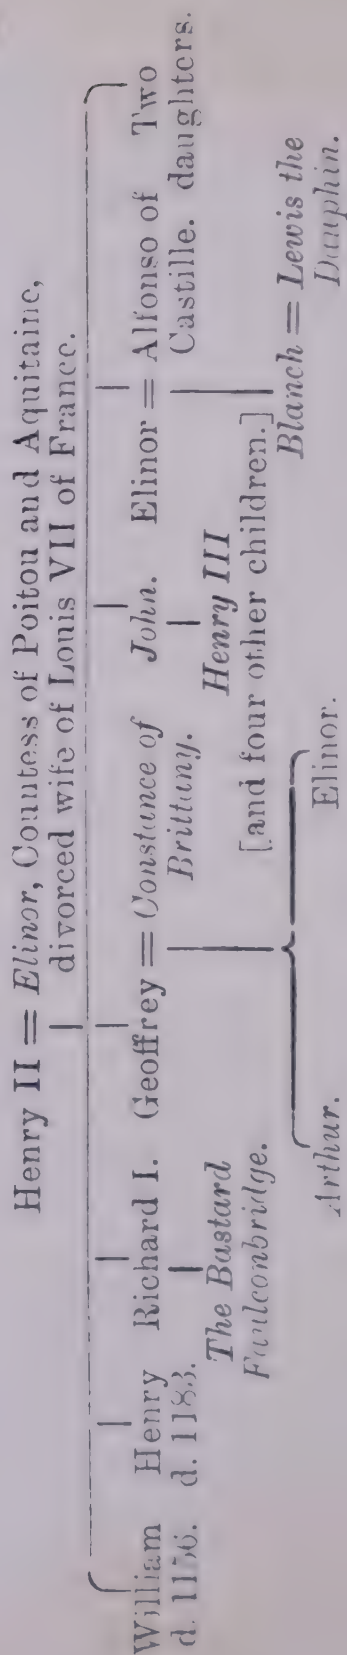 Henry II = Elinor, Countess of Poitou and Aquitaine,
divorced wife of Louis VII of France.
William Henry Richard I. Geoffrey = Constance of John. Elinor = Alfonso of Two
d. 1156. d. 1183. Brittany. Castille. daughters.
The Bastard Henry III
Faulconbridge. [and four other children.]
Blanch = Lewis the
Dauphin.
Arthur. Elinor.